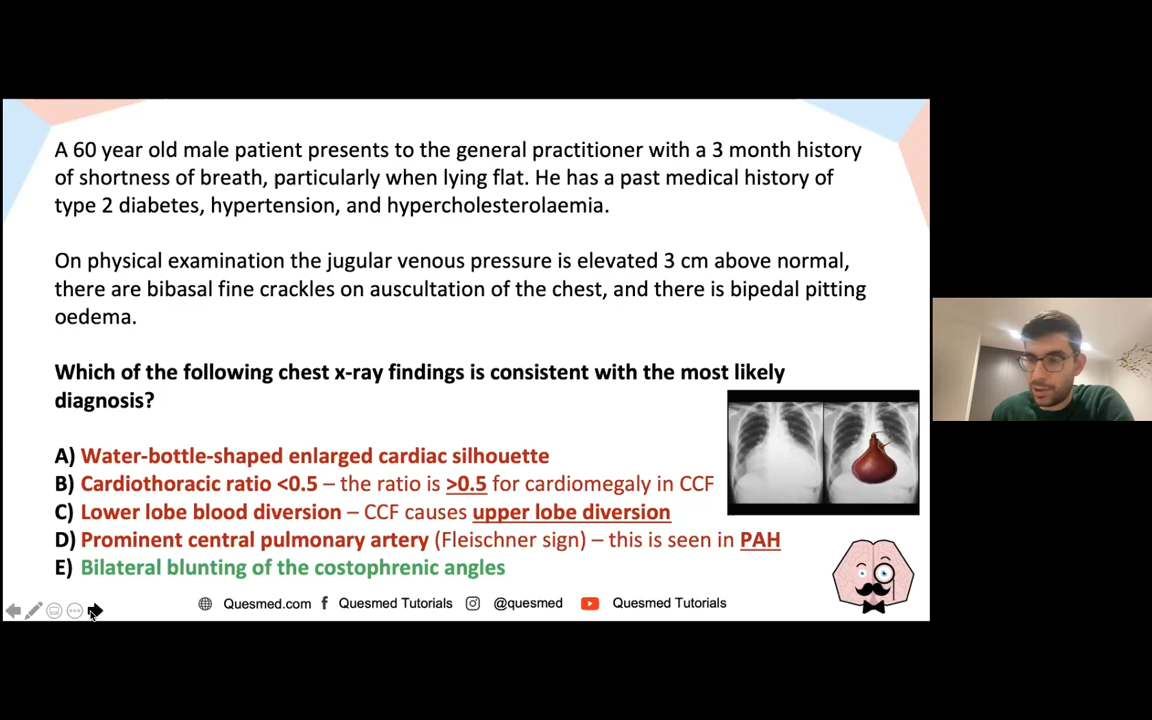 A 60 year old male patient presents to the general practitioner with a 3 month history
of shortness of breath, particularly when lying flat. He has a past medical history of
type 2 diabetes, hypertension, and hypercholesterolaemia.
On physical examination the jugular venous pressure is elevated 3 cm above normal,
there are bibasal fine crackles on auscultation of the chest, and there is bipedal pitting
oedema.
Which of the following chest x-ray findings is consistent with the most likely
diagnosis?
A) Water-bottle-shaped enlarged cardiac silhouette
B) Cardiothoracic ratio <0.5 – the ratio is >0.5 for cardiomegaly in CCF
C) Lower lobe blood diversion – CCF causes upper lobe diversion
D) Prominent central pulmonary artery (Fleischner sign) – this is seen in PAH
E) Bilateral blunting of the costophrenic angles
Quesmed.com f Quesmed Tutorials @quesmed Quesmed Tutorials